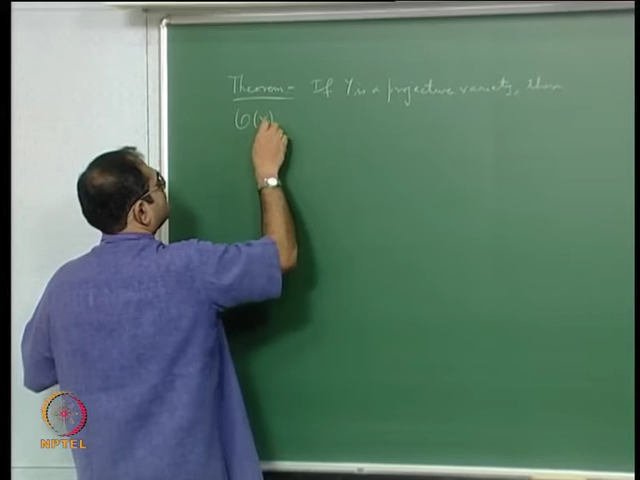 Theorem - If Y is a projective variety, then
O(Y)
NPTEL